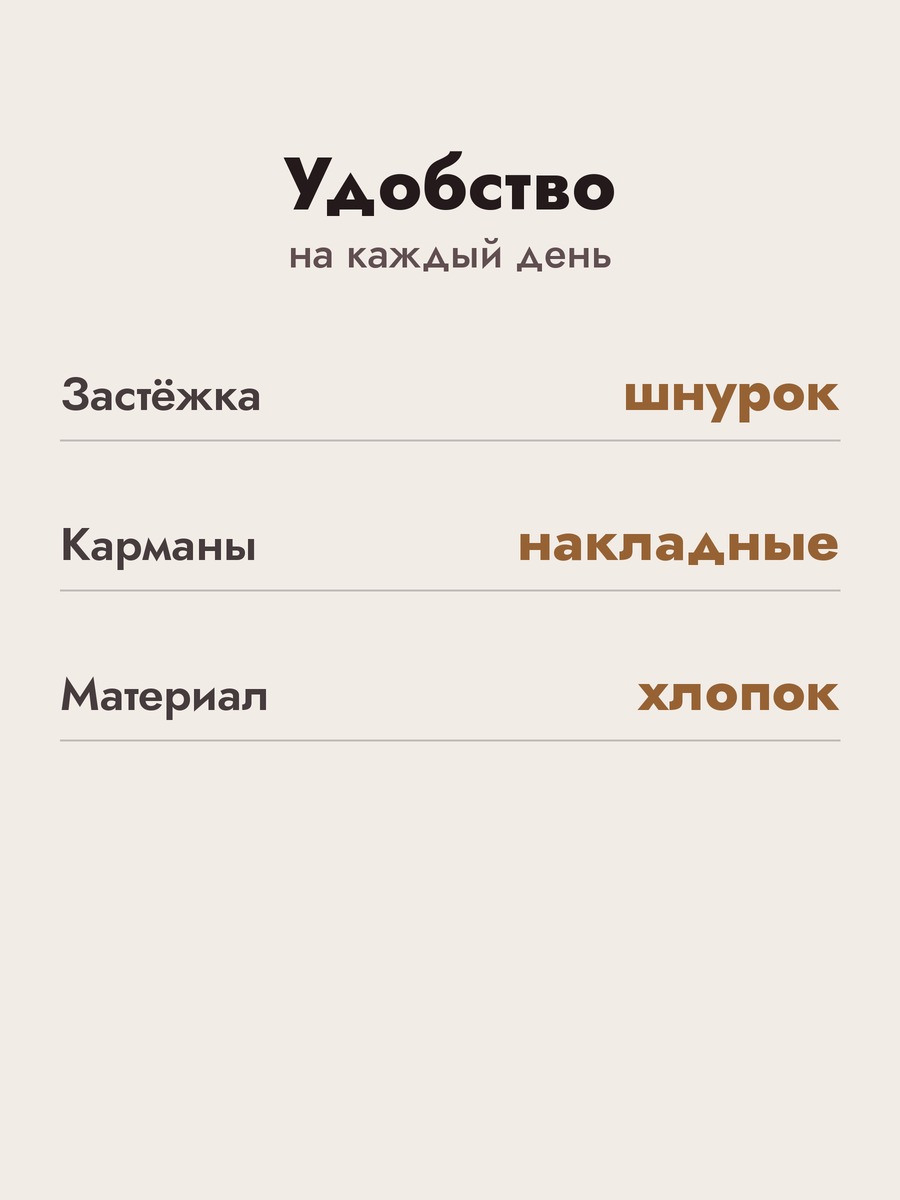 Удобство
на каждый день
Застёжка шнурок
Карманы накладные
Материал хлопок